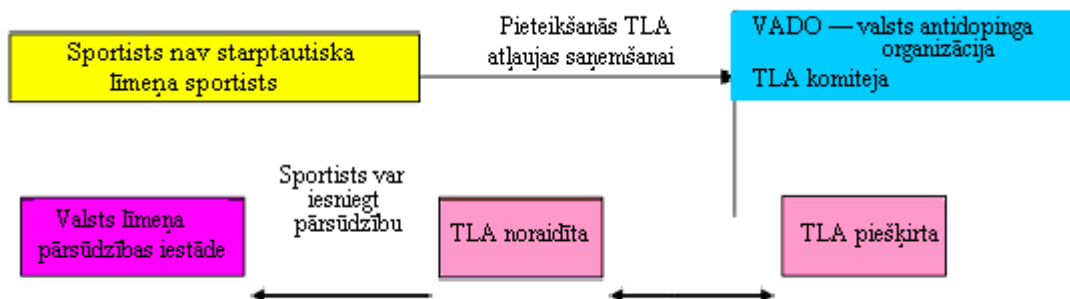 Sportists nav starptautiska
līmeņa sportists
Pieteikšanās TLA
atļaujas saņemšanai
VADO — valsts antidopinga
organizācija
TLA komiteja
Valsts līmeņa
pārsūdzības iestāde
Sportists var
iesniegt
pārsūdzību
TLA noraidīta
TLA piešķirta